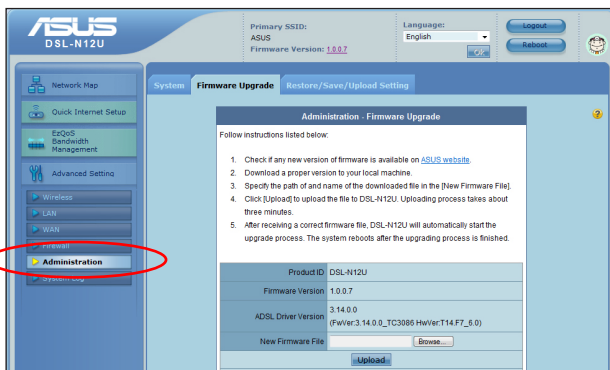 ASUS
DSL-N12U
Primary SSID:
ASUS
Firmware Version: 1.0.0.7
Language:
English
OK
Logout
Reboot
Network Map
Quick Internet Setup
EzQoS
Bandwidth
Management
Advanced Setting
Wireless
LAN
WAN
Firewall
Administration
System Log
System Firmware Upgrade Restore/Save/Upload Setting
Administration - Firmware Upgrade
Follow instructions listed below:
1. Check if any new version of firmware is available on ASUS website.
2. Download a proper version to your local machine.
3. Specify the path of and name of the downloaded file in the [New Firmware File].
4. Click [Upload] to upload the file to DSL-N12U. Uploading process takes about
three minutes.
5. After receiving a correct firmware file, DSL-N12U will automatically start the
upgrade process. The system reboots after the upgrading process is finished.
Product ID DSL-N12U
Firmware Version 1.0.0.7
ADSL Driver Version 3.14.0.0
(FwVer:3.14.0.0_TC3086 HwVer:T14.F7_6.0)
New Firmware File Browse...
Upload
?